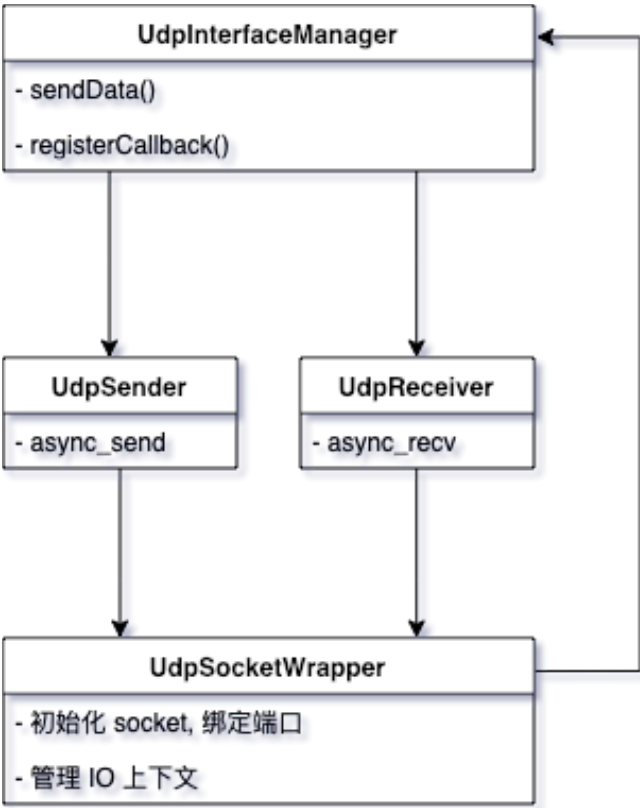 UdpInterfaceManager
- sendData()
- registerCallback()
UdpSender
- async_send
UdpReceiver
- async_recv
UdpSocketWrapper
- 初始化 socket, 绑定端口
- 管理 IO 上下文